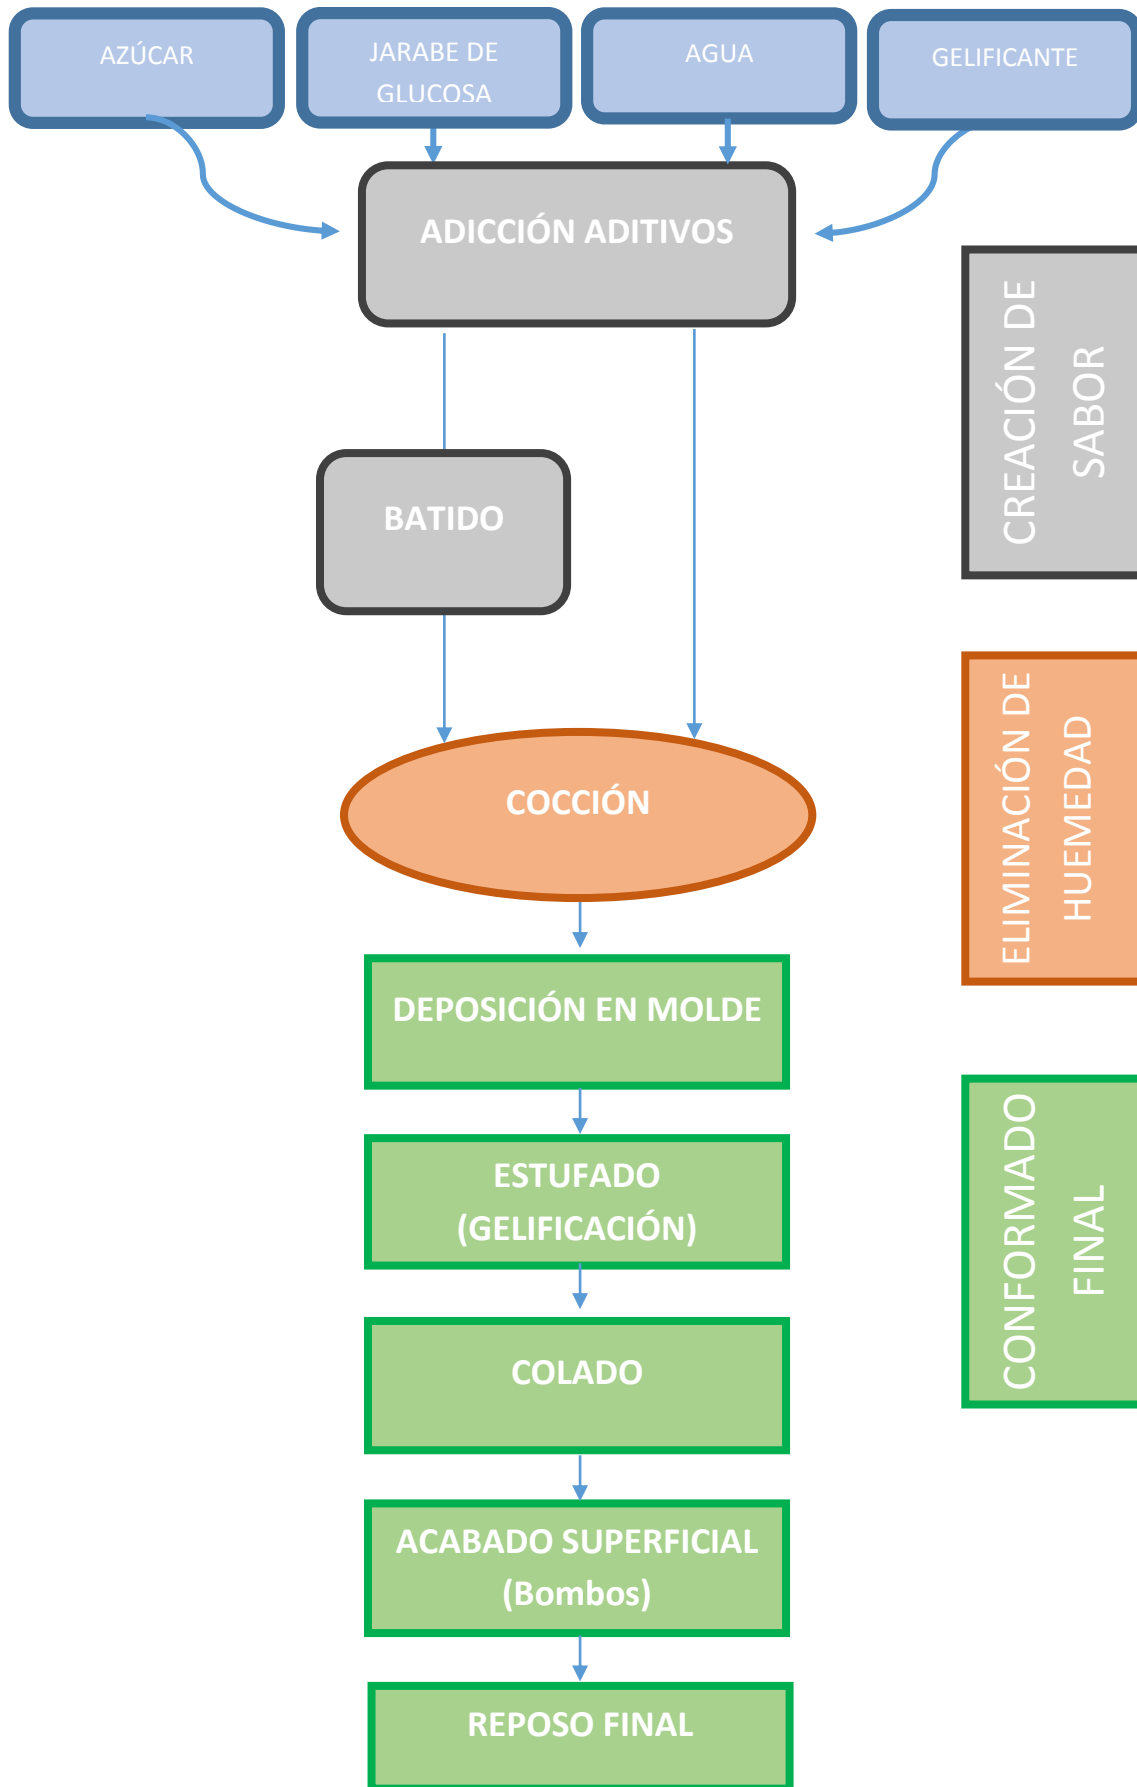 AZÚCAR
JARABE DE
GLUCOSA
AGUA
GELIFICANTE
ADICCIÓN ADITIVOS
CREACIÓN DE
SABOR
BATIDO
ELIMINACIÓN DE
HUEMEDAD
COCCIÓN
DEPOSICIÓN EN MOLDE
CONFORMADO
FINAL
ESTUFADO
(GELIFICACIÓN)
COLADO
ACABADO SUPERFICIAL
(Bombos)
REPOSO FINAL